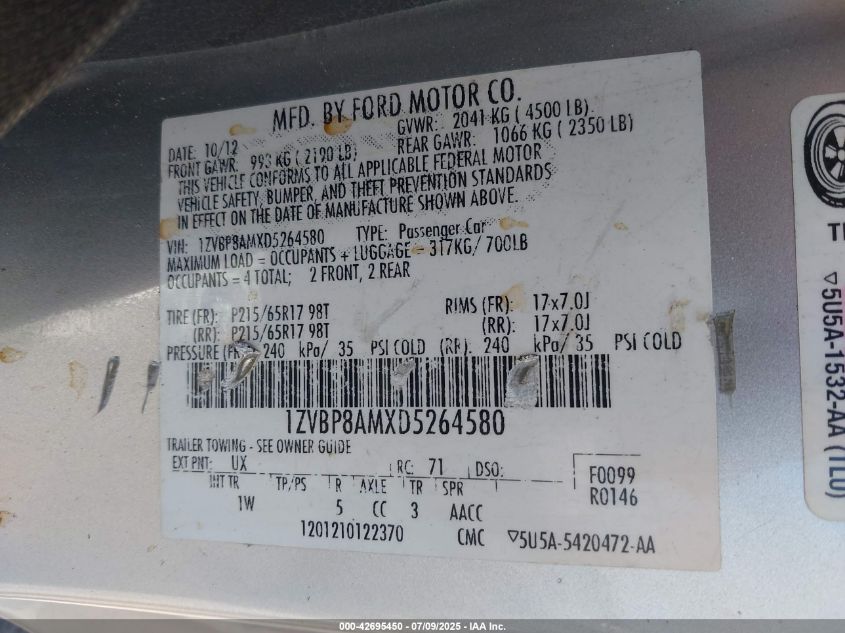 MFD. BY FORD MOTOR CO.
DATE: 10/12 GVWR: 2041 KG ( 4500 LB).
FRONT GAWR: 993 KG ( 2190 LB) REAR GAWR: 1066 KG ( 2350 LB)
THIS VEHICLE CONFORMS TO ALL APPLICABLE FEDERAL MOTOR
VEHICLE SAFETY, BUMPER, AND THEFT PREVENTION STANDARDS
IN EFFECT ON THE DATE OF MANUFACTURE SHOWN ABOVE.
VIN: 1ZVBP8AMXD5264580 TYPE: Passenger Car
MAXIMUM LOAD = OCCUPANTS + LUGGAGE = 317KG/ 700LB
OCCUPANTS = 4 TOTAL; 2 FRONT, 2 REAR
TIRE (FR): P215/65R17 98T RIMS (FR): 17x7.0J
(RR): P215/65R17 98T (RR): 17x7.0J
PRESSURE 240 kPa/ 35 PSI COLD (RR): 240 kPa/ 35 PSI COLD
1ZVBP8AMXD5264580
TRAILER TOWING - SEE OWNER GUIDE
EXT PNT: UX RC: 71 DSO: F0099
INT TR TP/PS R AXLE TR SPR R0146
1W 5 CC 3 AACC
1201210122370 CMC ▽5U5A-5420472-AA
▽5U5A-1532-AA (TL0)
000-42695450 - 07/09/2025 - IAA Inc.